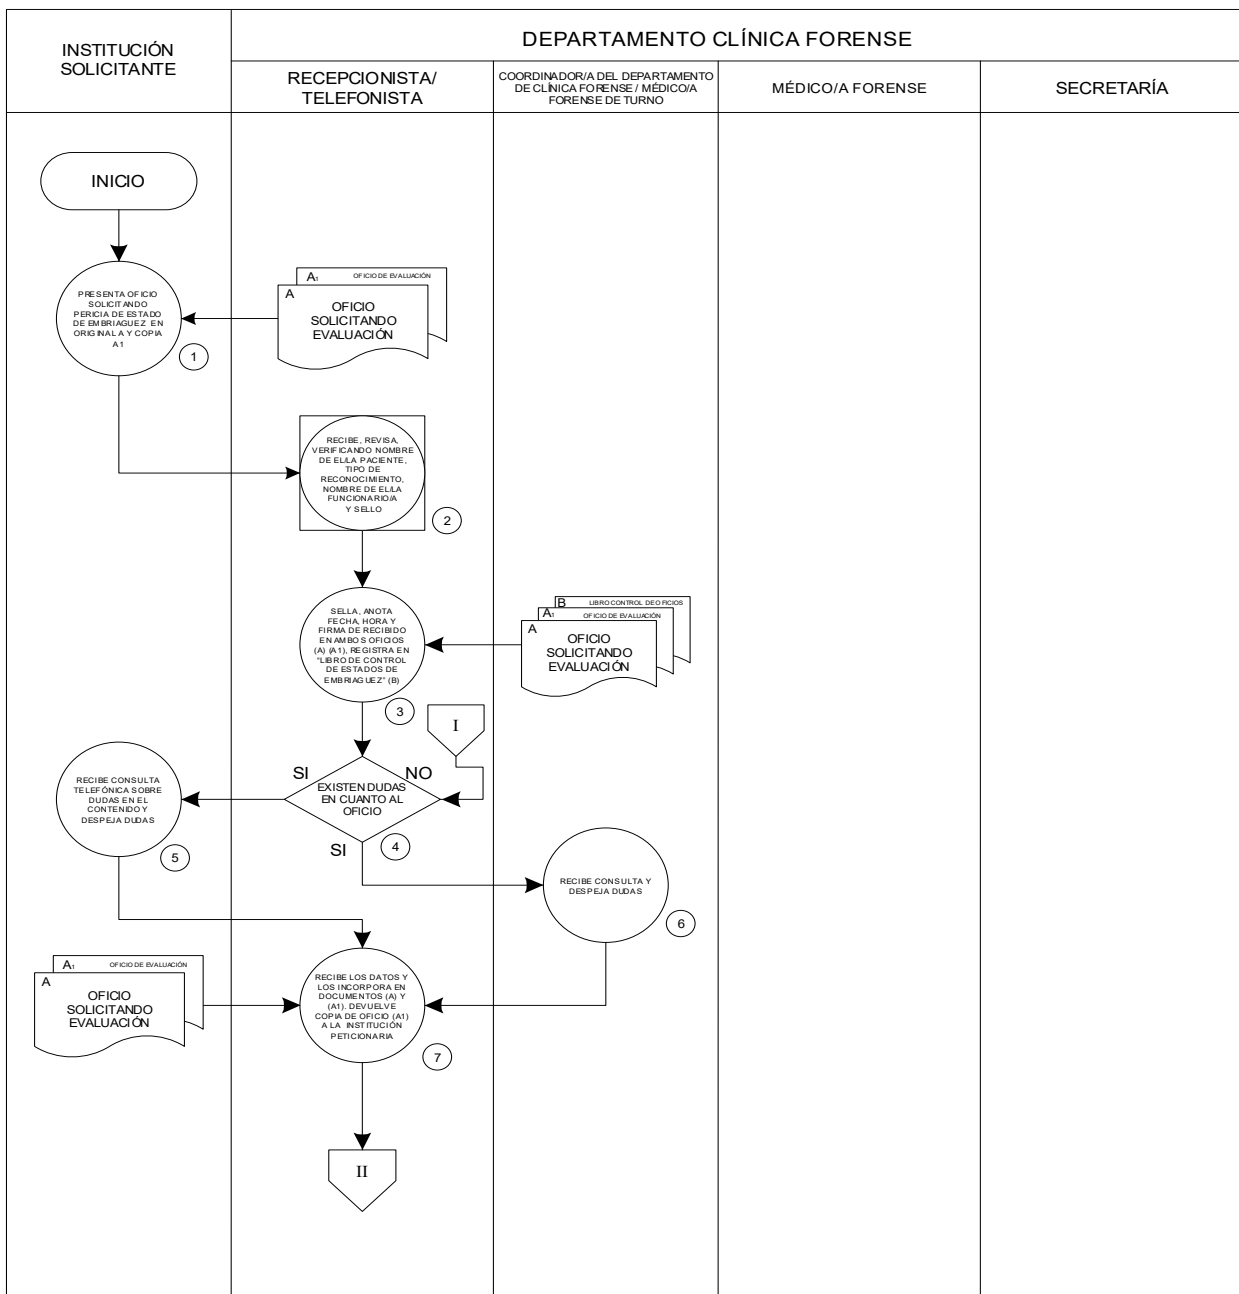 INSTITUCIÓN
SOLICITANTE
DEPARTAMENTO CLÍNICA FORENSE
RECEPCIONISTA/
TELEFONISTA
COORDINADOR/A DEL DEPARTAMENTO
DE CLÍNICA FORENSE / MÉDICO/A
FORENSE DE TURNO
MÉDICO/A FORENSE
SECRETARÍA
INICIO
PRESENTA OFICIO
SOLICITANDO
PERICIA DE ESTADO
DE EMBRIAGUEZ EN
ORIGINAL A Y COPIA
A1
1
A1 OFICIO DE EVALUACIÓN
A
OFICIO
SOLICITANDO
EVALUACIÓN
RECIBE, REVISA,
VERIFICANDO NOMBRE
DE EL/LA PACIENTE,
TIPO DE
RECONOCIMIENTO,
NOMBRE DE EL/LA
FUNCIONARIO/A
Y SELLO
2
SELLA, ANOTA
FECHA, HORA Y
FIRMA DE RECIBIDO
EN AMBOS OFICIOS
(A) (A1), REGISTRA EN
"LIBRO DE CONTROL
DE ESTADOS DE
EMBRIAGUEZ" (B)
3
B LIBRO CONTROL DE OFICIOS
A1 OFICIO DE EVALUACIÓN
A
OFICIO
SOLICITANDO
EVALUACIÓN
I
SI
NO
EXISTEN DUDAS
EN CUANTO AL
OFICIO
4
SI
RECIBE CONSULTA
TELEFÓNICA SOBRE
DUDAS EN EL
CONTENIDO Y
DESPEJA DUDAS
5
RECIBE CONSULTA Y
DESPEJA DUDAS
6
A1 OFICIO DE EVALUACIÓN
A
OFICIO
SOLICITANDO
EVALUACIÓN
RECIBE LOS DATOS Y
LOS INCORPORA EN
DOCUMENTOS (A) Y
(A1). DEVUELVE
COPIA DE OFICIO (A1)
A LA INSTITUCIÓN
PETICIONARIA
7
II